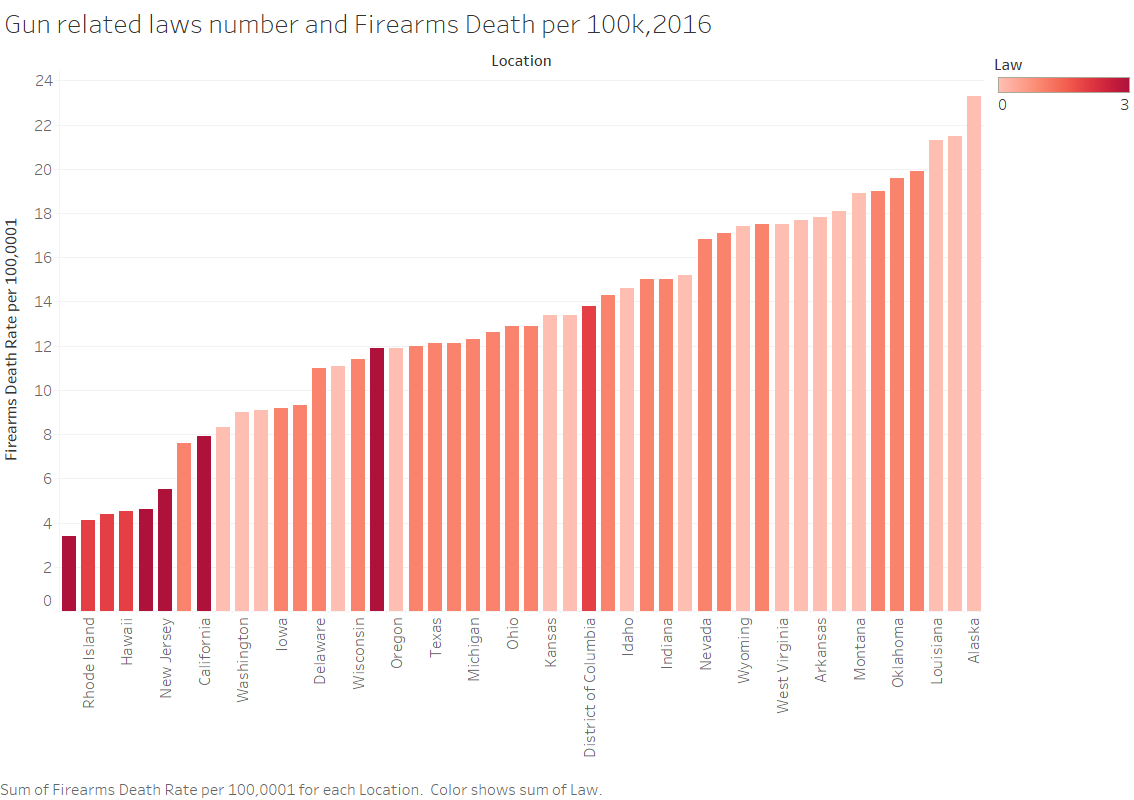 Gun related laws number and Firearms Death per 100k,2016
Location
Law
0
3
Firearms Death Rate per 100,0001
24
22
20
18
16
14
12
10
8
6
4
2
0
Rhode Island
Hawaii
New Jersey
California
Washington
Iowa
Delaware
Wisconsin
Oregon
Texas
Michigan
Ohio
Kansas
District of Columbia
Idaho
Indiana
Nevada
Wyoming
West Virginia
Arkansas
Montana
Oklahoma
Louisiana
Alaska
Sum of Firearms Death Rate per 100,0001 for each Location.  Color shows sum of Law.